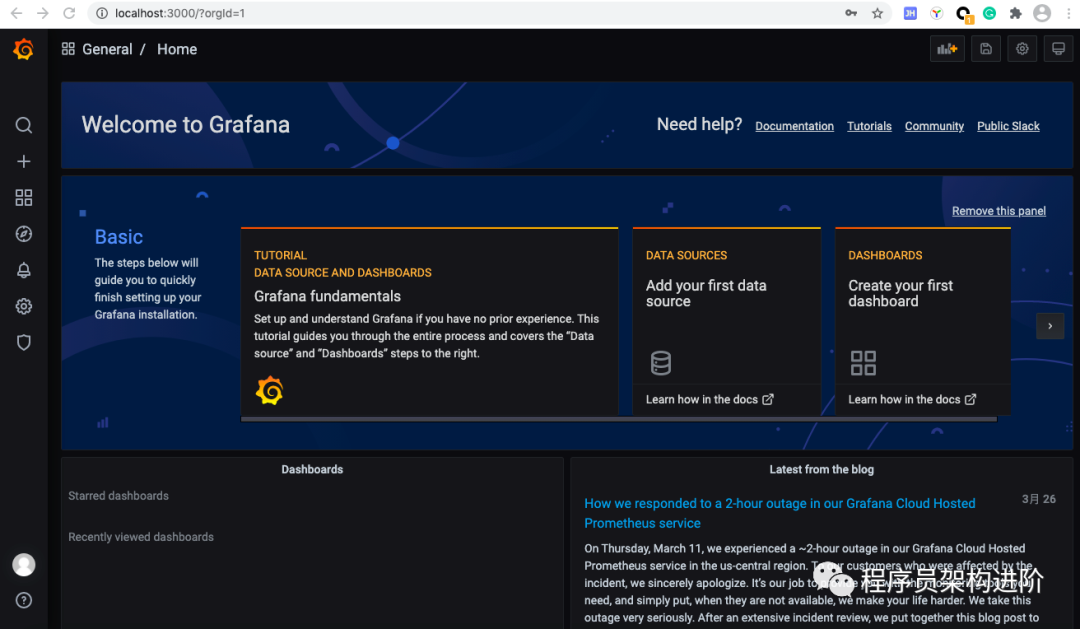 localhost:3000/?orgId=1
JH
Y
1
General / Home
Welcome to Grafana
Need help? Documentation Tutorials Community Public Slack
Remove this panel
Basic
The steps below will
guide you to quickly
finish setting up your
Grafana installation.
TUTORIAL
DATA SOURCE AND DASHBOARDS
Grafana fundamentals
Set up and understand Grafana if you have no prior experience. This
tutorial guides you through the entire process and covers the “Data
source” and “Dashboards” steps to the right.
DATA SOURCES
Add your first data
source
Learn how in the docs
DASHBOARDS
Create your first
dashboard
Learn how in the docs
Dashboards
Starred dashboards
Recently viewed dashboards
Latest from the blog
How we responded to a 2-hour outage in our Grafana Cloud Hosted
Prometheus service
3月 26
On Thursday, March 11, we experienced a ~2-hour outage in our Grafana Cloud Hosted
Prometheus service in the us-central region. To our customers who were affected by the
incident, we sincerely apologize. It's our job to provide you with the monitoring tools you
need, and simply put, when they are not available, we make your life harder. We take this
outage very seriously. After an extensive incident review, we put together this blog post to
程序员架构进阶